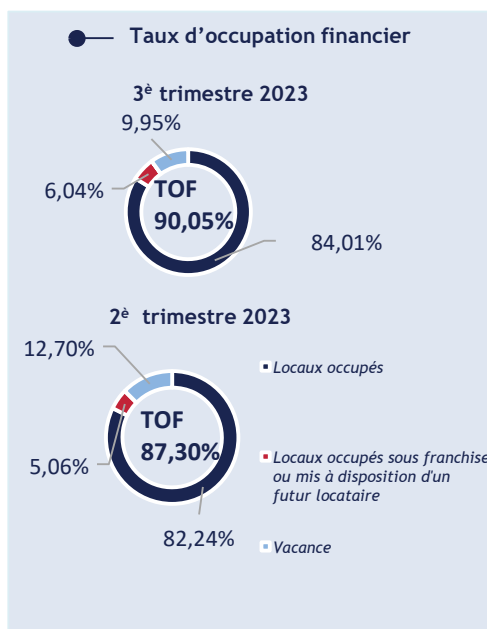 Taux d’occupation financier
3è trimestre 2023
9,95%
6,04%
TOF
90,05%
84,01%
2è trimestre 2023
12,70%
Locaux occupés
TOF
87,30%
5,06%
Locaux occupés sous franchise
ou mis à disposition d'un
futur locataire
82,24%
Vacance